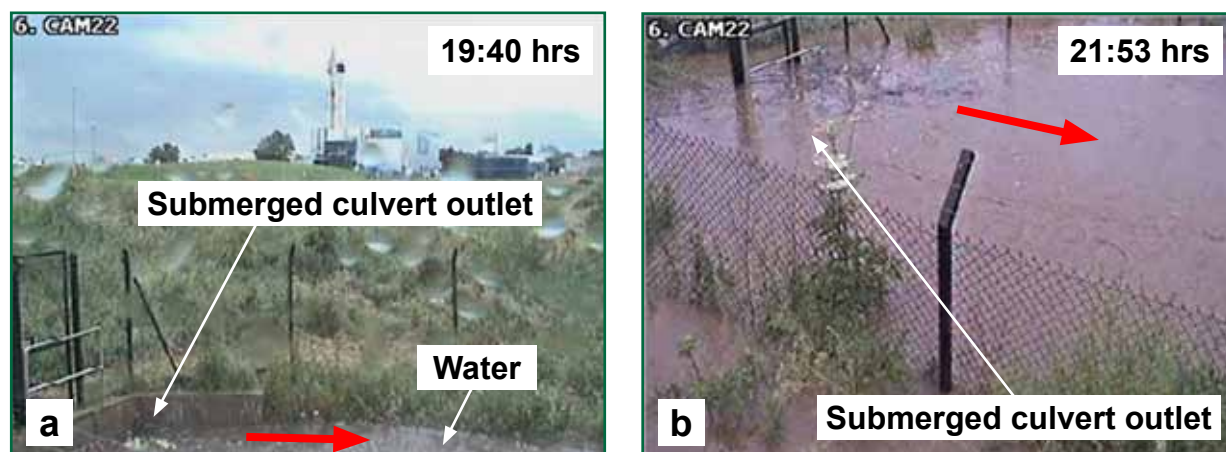 6. CAM22
19:40 hrs
Submerged culvert outlet
Water
a
6. CAM22
21:53 hrs
Submerged culvert outlet
b